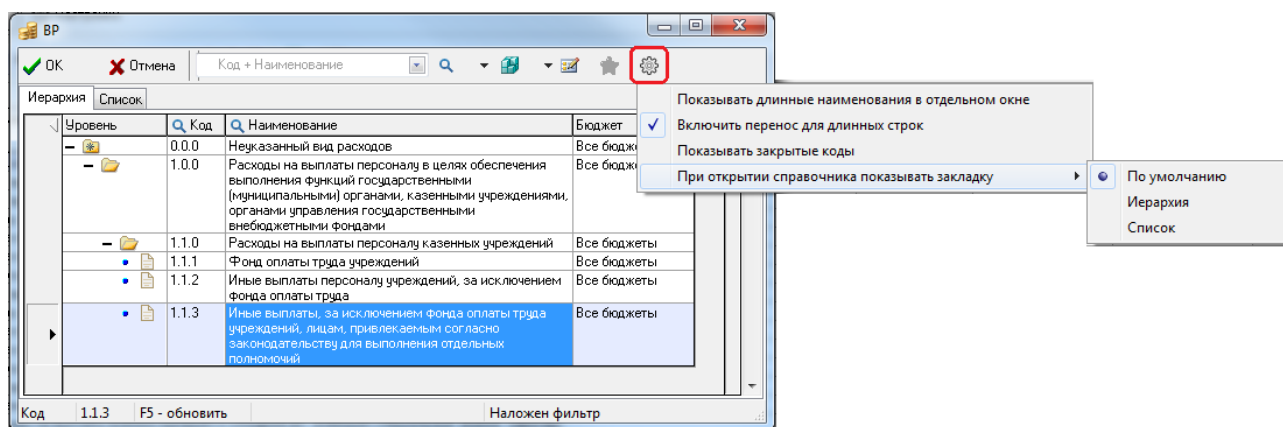 ВР
ОК Отмена Код + Наименование
Иерархия Список
Уровень Код Наименование Бюджет
0.0.0 Неуказанный вид расходов Все бюдже
1.0.0 Расходы на выплаты персоналу в целях обеспечения Все бюдже
выполнения функций государственными
(муниципальными) органами, казенными учреждениями,
органами управления государственными
внебюджетными фондами
1.1.0 Расходы на выплаты персоналу казенных учреждений Все бюджеты
1.1.1 Фонд оплаты труда учреждений Все бюджеты
1.1.2 Иные выплаты персоналу учреждений, за исключением Все бюджеты
фонда оплаты труда
1.1.3 Иные выплаты, за исключением фонда оплаты труда Все бюджеты
учреждений, лицам, привлекаемым согласно
законодательству для выполнения отдельных
полномочий
Код 1.1.3 F5 - обновить Наложен фильтр
Показывать длинные наименования в отдельном окне
Включить перенос для длинных строк
Показывать закрытые коды
При открытии справочника показывать закладку
По умолчанию
Иерархия
Список